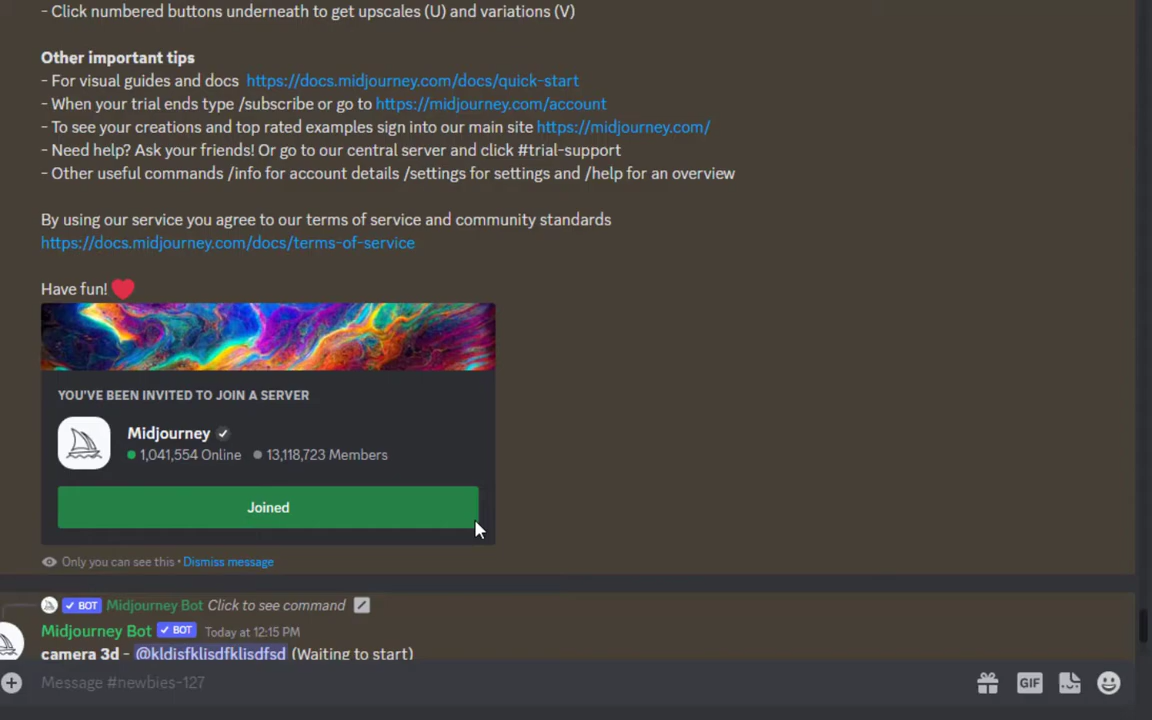 - Click numbered buttons underneath to get upscales (U) and variations (V)
Other important tips
- For visual guides and docs https://docs.midjourney.com/docs/quick-start
- When your trial ends type /subscribe or go to https://midjourney.com/account
- To see your creations and top rated examples sign into our main site https://midjourney.com/
- Need help? Ask your friends! Or go to our central server and click #trial-support
- Other useful commands /info for account details /settings for settings and /help for an overview
By using our service you agree to our terms of service and community standards
https://docs.midjourney.com/docs/terms-of-service
Have fun! ❤️
YOU'VE BEEN INVITED TO JOIN A SERVER
Midjourney
1,041,554 Online 13,118,723 Members
Joined
Only you can see this • Dismiss message
✓ BOT Midjourney Bot Click to see command
Midjourney Bot ✓ BOT Today at 12:15 PM
camera 3d - @kldisfklisdfklisdfsd (Waiting to start)
Message #newbies-127
GIF